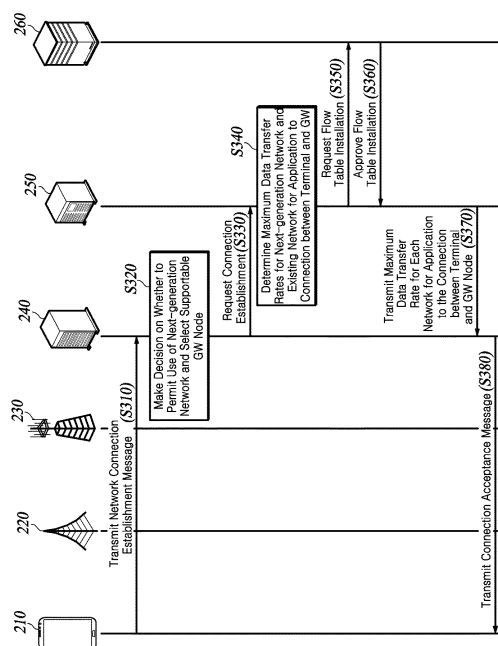 210
220
230
240
250
260
Transmit Network Connection
Establishment Message (S310)
S320
Make Decision on Whether to
Permit Use of Next-generation
Network and Select Supportable
GW Node
Request Connection
Establishment (S330)
S340
Determine Maximum Data Transfer
Rates for Next-generation Network and
Existing Network for Application to
Connection between Terminal and GW
Request Flow
Table Installation (S350)
Approve Flow
Table Installation (S360)
Transmit Maximum
Data Transfer
Rate for Each
Network for Application
to the Connection
between Terminal
and GW Node (S370)
Transmit Connection Acceptance Message (S380)